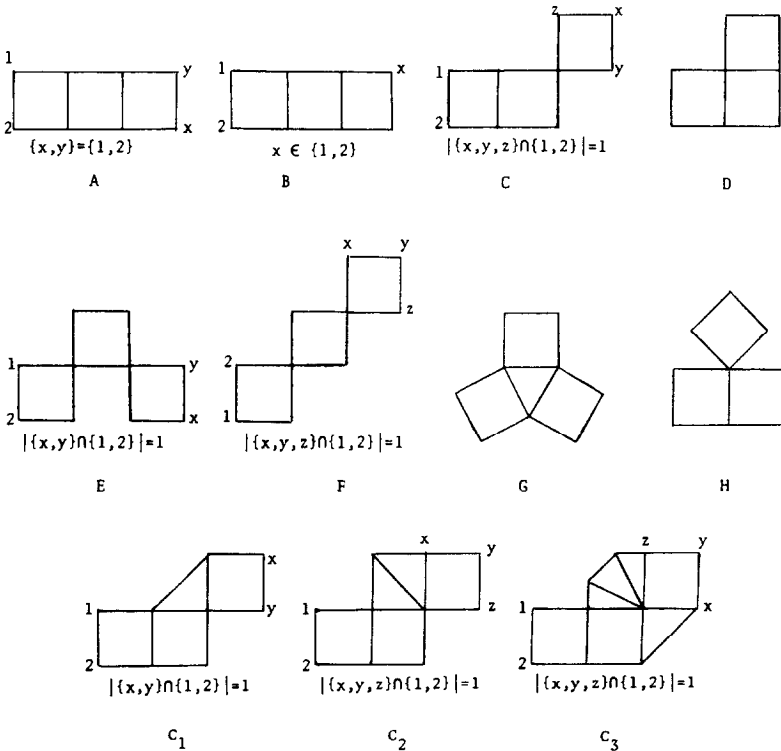 z x
1 y 1 x 1 y
2 x 2 2
{x,y}={1,2} x ∈ {1,2} |{x,y,z}∩{1,2}|=1
A B C D
x y
z
1 y 2
2 x 1
|{x,y}∩{1,2}|=1 |{x,y,z}∩{1,2}|=1
E F G H
x x y z y
1 y 1 z 1 x
2 2 2
|{x,y}∩{1,2}|=1 |{x,y,z}∩{1,2}|=1 |{x,y,z}∩{1,2}|=1
C₁ C₂ C₃